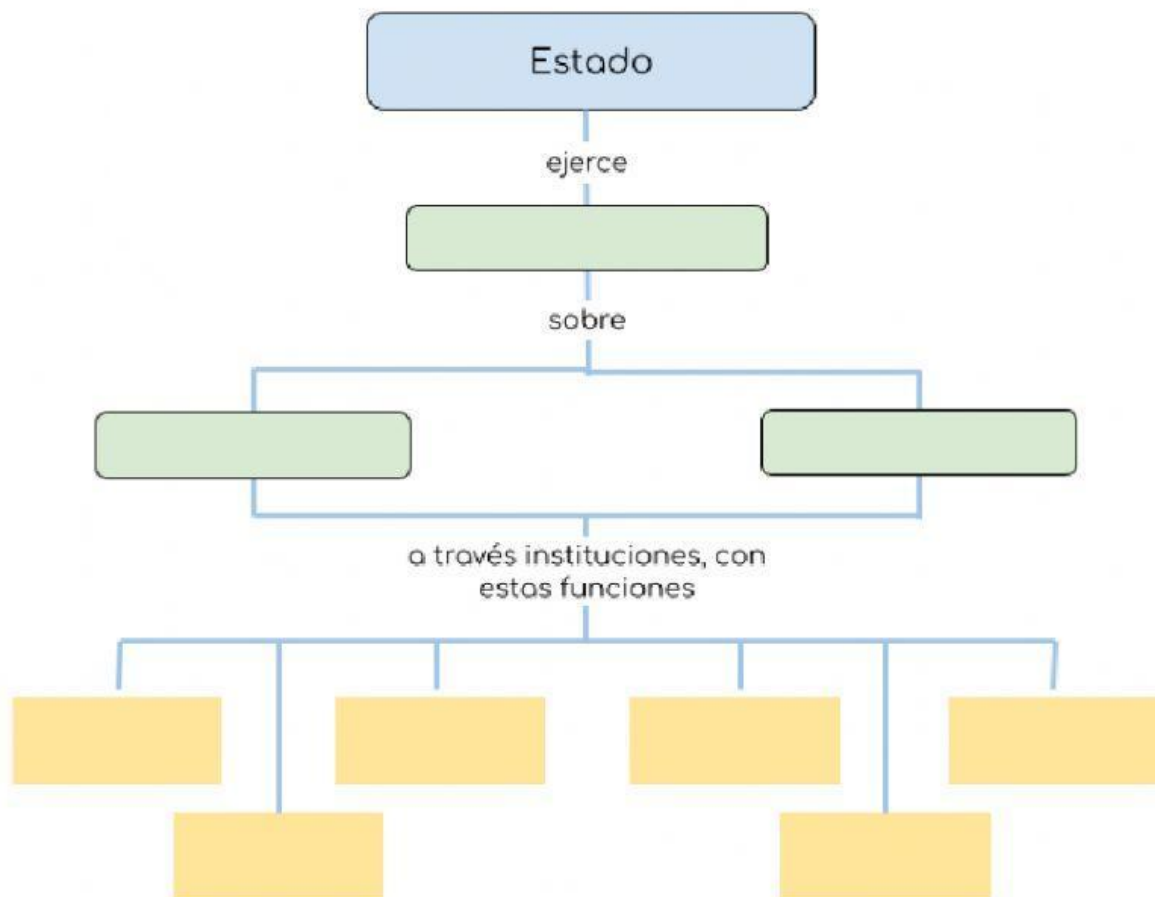 Estado
ejerce
sobre
a través instituciones, con
estas funciones